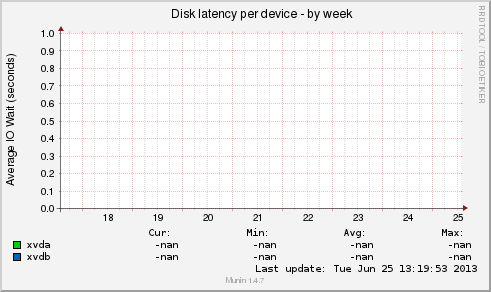 Disk latency per device - by week
RRDTOOL / TOBI OETIKER
Average IO Wait (seconds)
1.0
0.9
0.8
0.7
0.6
0.5
0.4
0.3
0.2
0.1
0.0
18 19 20 21 22 23 24 25
Cur: Min: Avg: Max:
xvda -nan -nan -nan -nan
xvdb -nan -nan -nan -nan
Last update: Tue Jun 25 13:19:53 2013
Munin 1.4.7